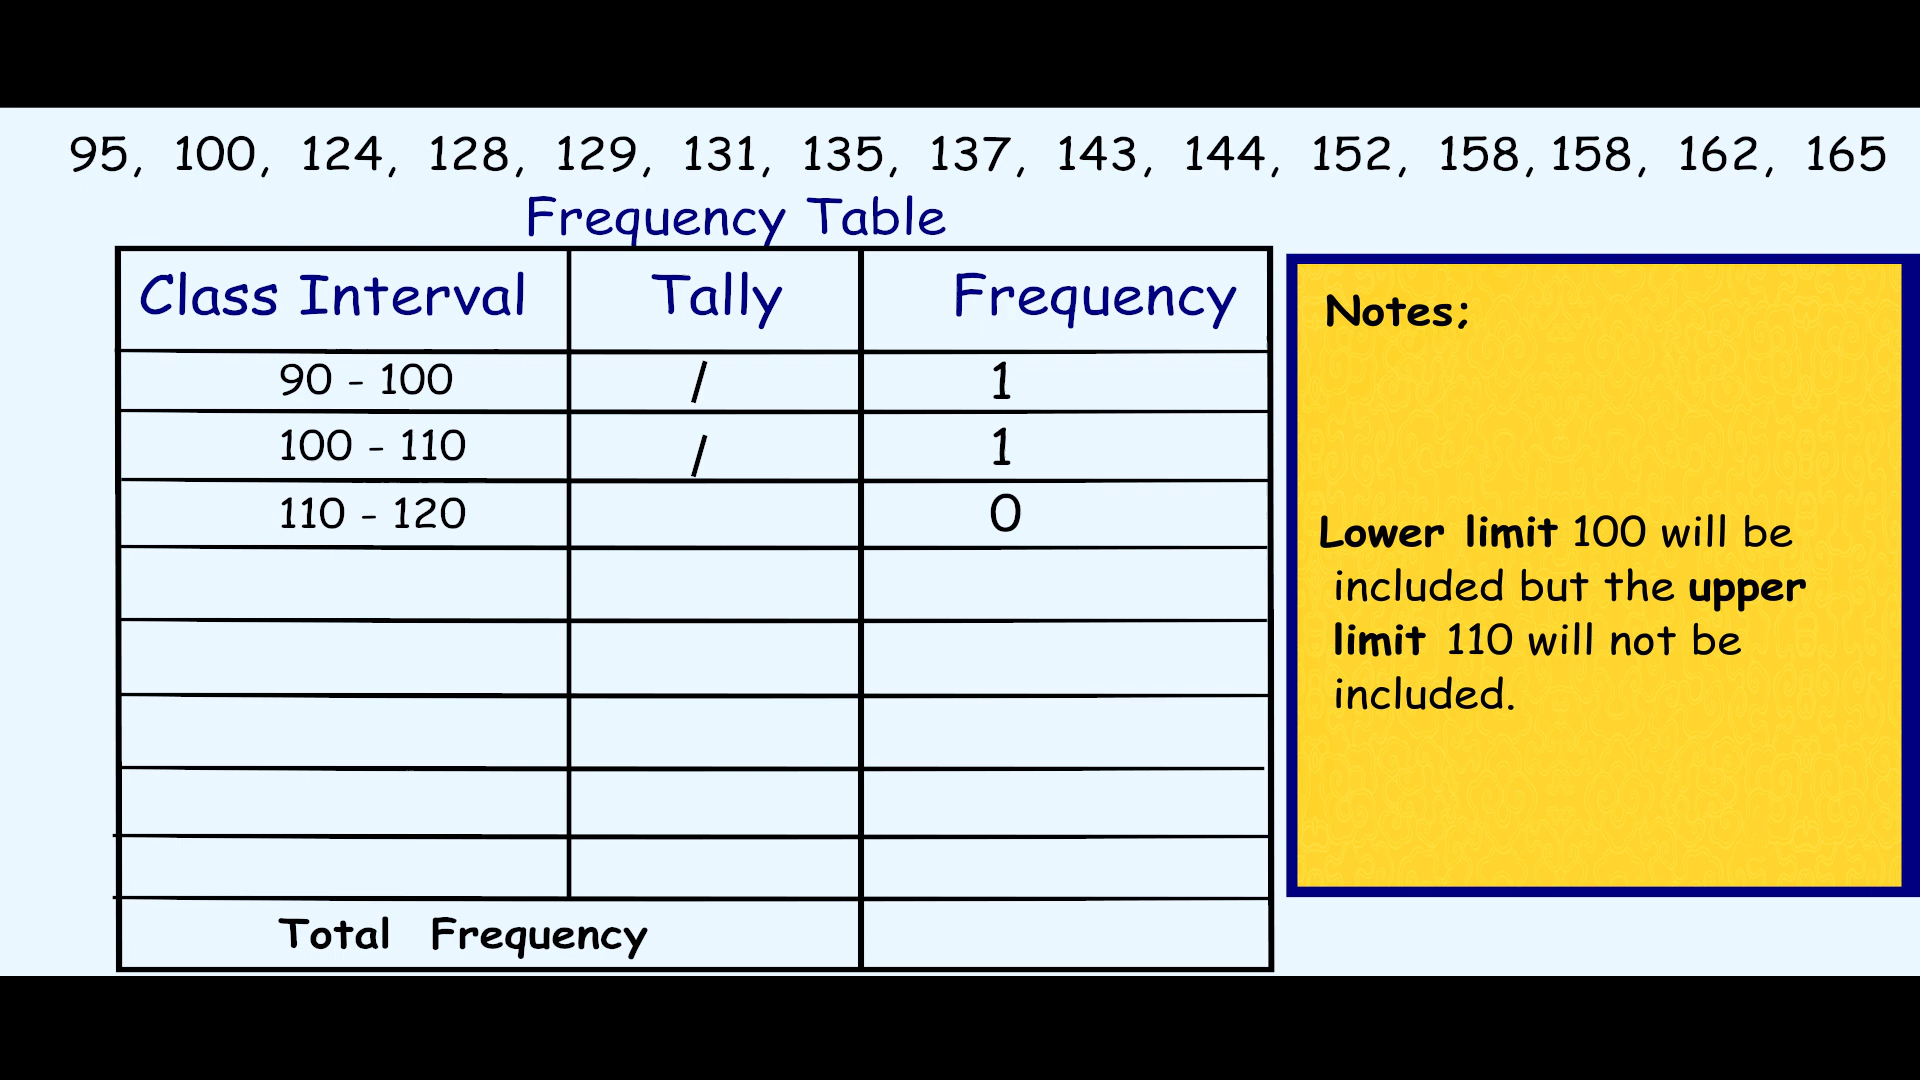 95, 100, 124, 128, 129, 131, 135, 137, 143, 144, 152, 158, 158, 162, 165
Frequency Table
Class Interval Tally Frequency
90 - 100 / 1
100 - 110 / 1
110 - 120 0
Total Frequency
Notes;
Lower limit 100 will be
included but the upper
limit 110 will not be
included.